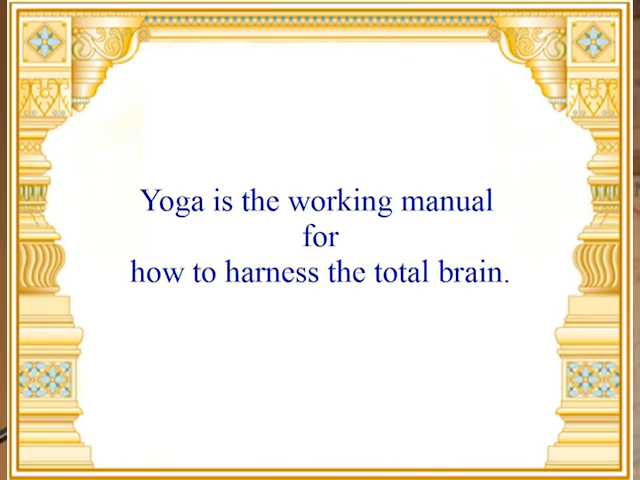 Yoga is the working manual
for
how to harness the total brain.